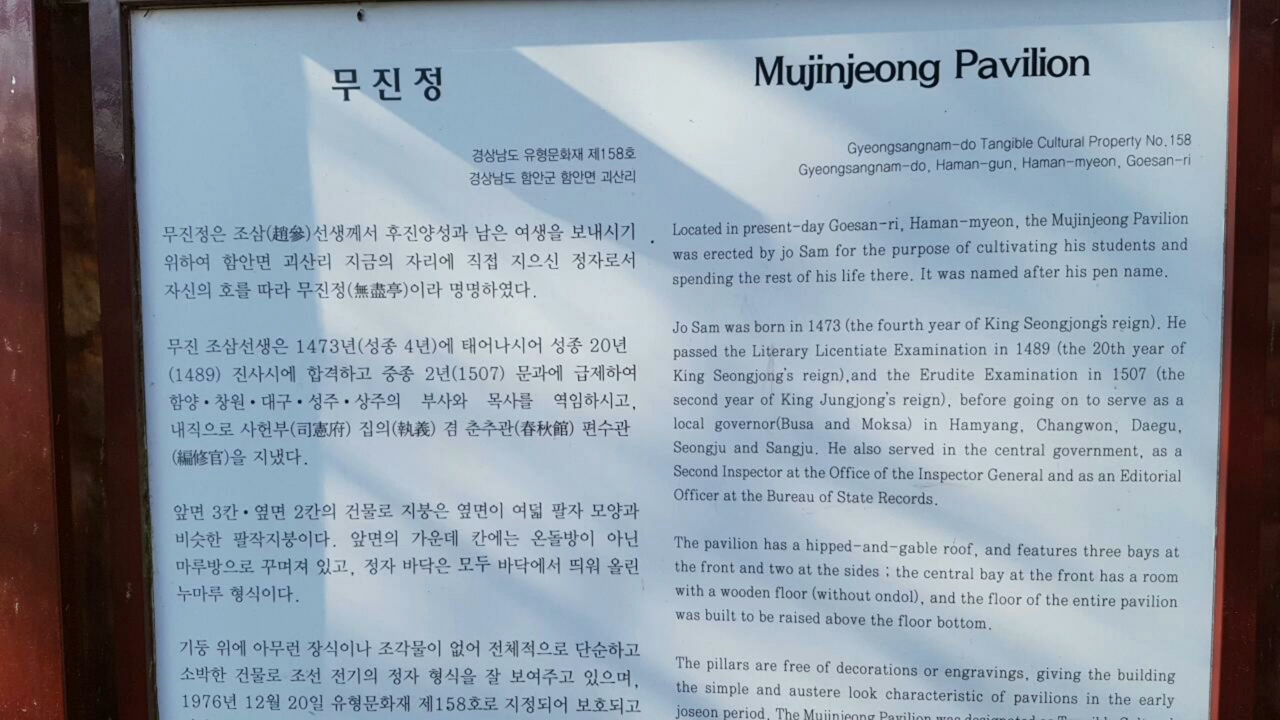 무진정
경상남도 유형문화재 제158호
경상남도 함안군 함안면 괴산리
무진정은 조삼(趙參)선생께서 후진양성과 남은 여생을 보내시기
위하여 함안면 괴산리 지금의 자리에 직접 지으신 정자로서
자신의 호를 따라 무진정(無盡亭)이라 명명하였다.
무진 조삼선생은 1473년(성종 4년)에 태어나시어 성종 20년
(1489) 진사시에 합격하고 중종 2년(1507) 문과에 급제하여
함양·창원·대구·성주·상주의 부사와 목사를 역임하시고,
내직으로 사헌부(司憲府) 집의(執義) 겸 춘추관(春秋館) 편수관
(編修官)을 지냈다.
앞면 3칸·옆면 2칸의 건물로 지붕은 옆면이 여덟 팔자 모양과
비슷한 팔작지붕이다. 앞면의 가운데 칸에는 온돌방이 아닌
마루방으로 꾸며져 있고, 정자 바닥은 모두 바닥에서 띄워 올린
누마루 형식이다.
기둥 위에 아무런 장식이나 조각물이 없어 전체적으로 단순하고
소박한 건물로 조선 전기의 정자 형식을 잘 보여주고 있으며,
1976년 12월 20일 유형문화재 제158호로 지정되어 보호되고
Mujinjeong Pavilion
Gyeongsangnam-do Tangible Cultural Property No.158
Gyeongsangnam-do, Haman-gun, Haman-myeon, Goesan-ri
Located in present-day Goesan-ri, Haman-myeon, the Mujinjeong Pavilion
was erected by jo Sam for the purpose of cultivating his students and
spending the rest of his life there. It was named after his pen name.
Jo Sam was born in 1473 (the fourth year of King Seongjong's reign). He
passed the Literary Licentiate Examination in 1489 (the 20th year of
King Seongjong's reign),and the Erudite Examination in 1507 (the
second year of King Jungjong's reign), before going on to serve as a
local governor(Busa and Moksa) in Hamyang, Changwon, Daegu,
Seongju and Sangju. He also served in the central government, as a
Second Inspector at the Office of the Inspector General and as an Editorial
Officer at the Bureau of State Records.
The pavilion has a hipped-and-gable roof, and features three bays at
the front and two at the sides ; the central bay at the front has a room
with a wooden floor (without ondol), and the floor of the entire pavilion
was built to be raised above the floor bottom.
The pillars are free of decorations or engravings, giving the building
the simple and austere look characteristic of pavilions in the early
joseon period. The Mujinjeong Pavilion was designated as Tangible Cultural